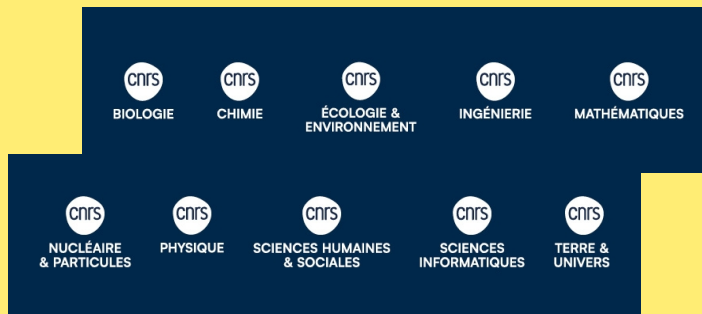 cnrs cnrs cnrs cnrs cnrs
BIOLOGIE CHIMIE ÉCOLOGIE & INGÉNIERIE MATHÉMATIQUES
ENVIRONNEMENT
cnrs cnrs cnrs cnrs cnrs
NUCLÉAIRE PHYSIQUE SCIENCES HUMAINES SCIENCES TERRE &
& PARTICULES & SOCIALES INFORMATIQUES UNIVERS